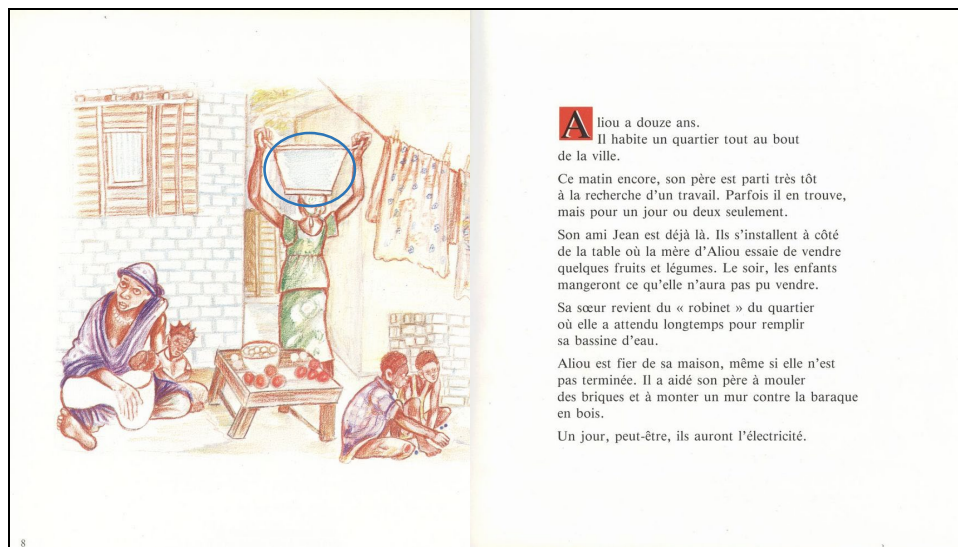 Aliou a douze ans.
Il habite un quartier tout au bout
de la ville.
Ce matin encore, son père est parti très tôt
à la recherche d'un travail. Parfois il en trouve,
mais pour un jour ou deux seulement.
Son ami Jean est déjà là. Ils s'installent à côté
de la table où la mère d'Aliou essaie de vendre
quelques fruits et légumes. Le soir, les enfants
mangeront ce qu'elle n'aura pas pu vendre.
Sa sœur revient du « robinet » du quartier
où elle a attendu longtemps pour remplir
sa bassine d'eau.
Aliou est fier de sa maison, même si elle n'est
pas terminée. Il a aidé son père à mouler
des briques et à monter un mur contre la baraque
en bois.
Un jour, peut-être, ils auront l'électricité.
8